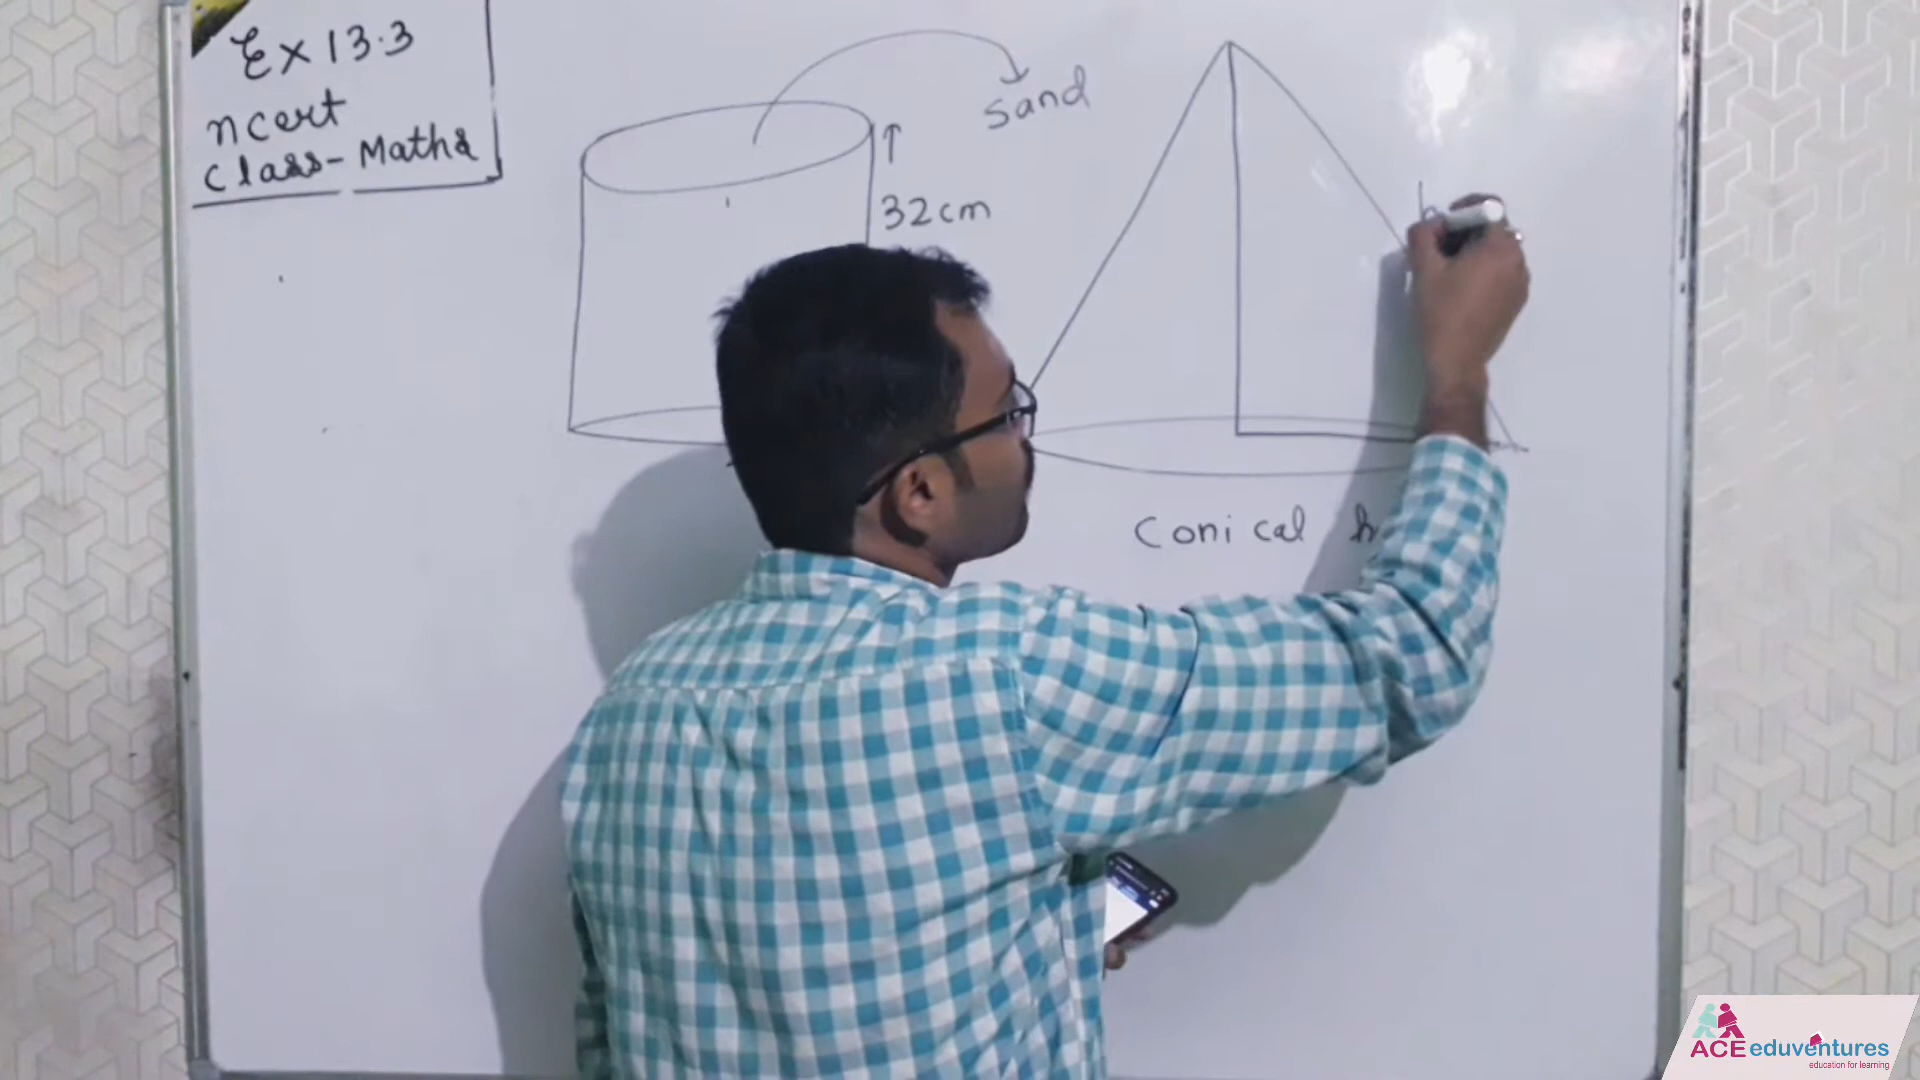 Ex 13.3
ncert
Class- Maths
Sand
32cm
h
Conical h
ACE eduventures
education for learning